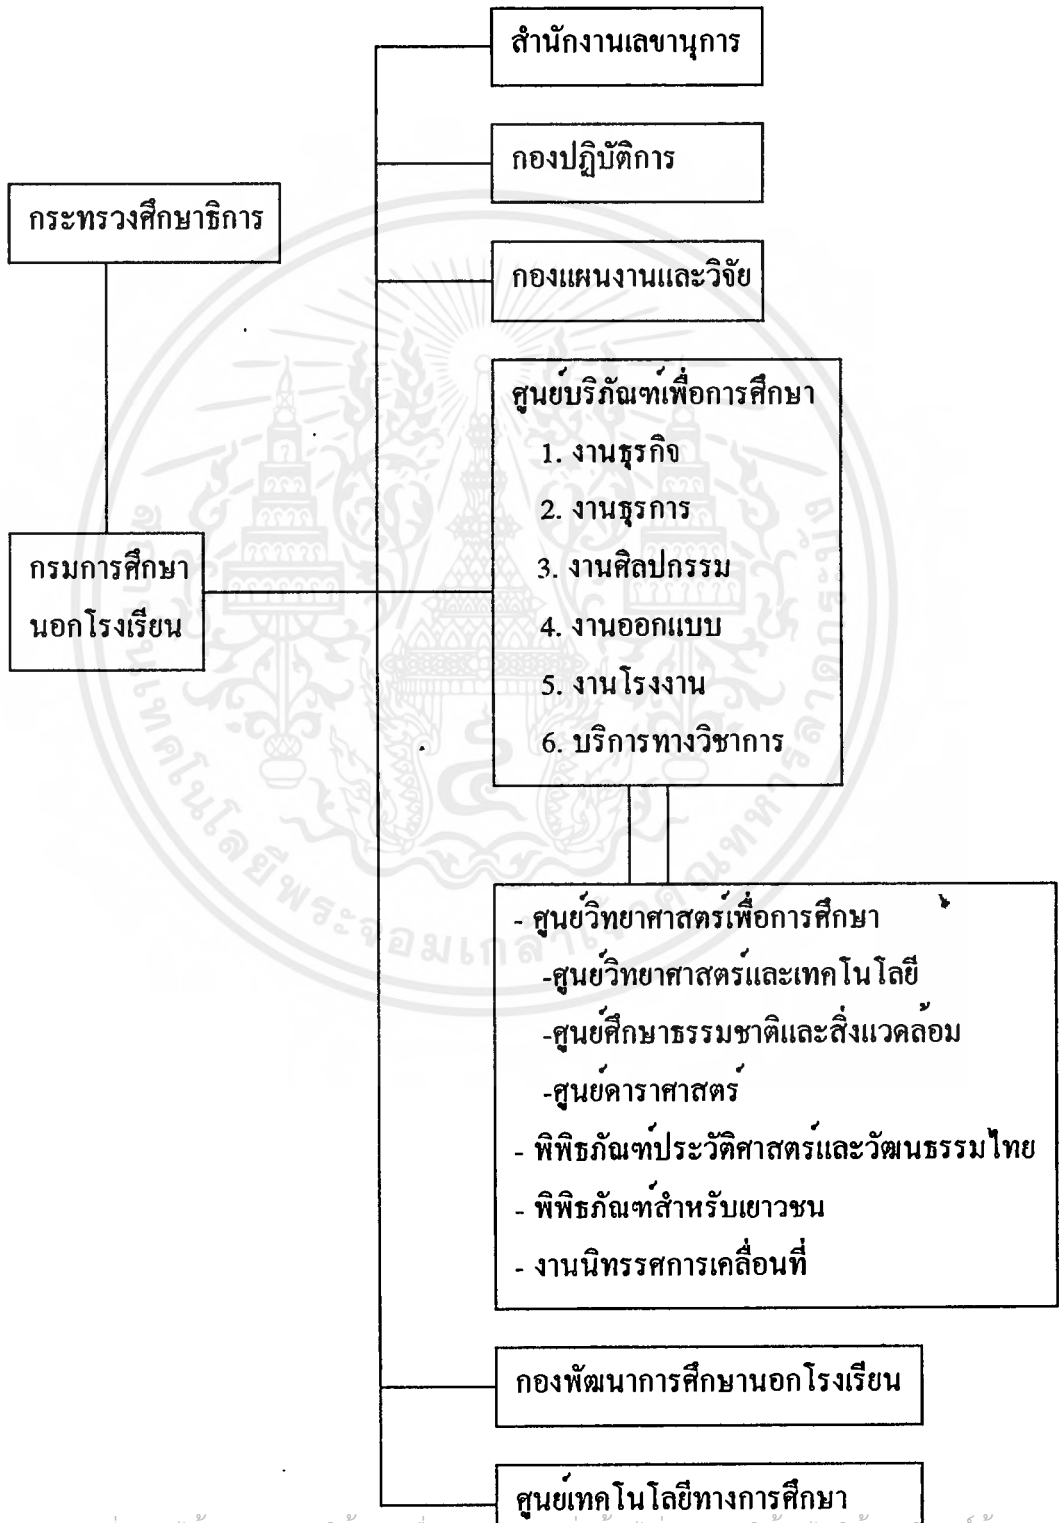 สำนักงานเลขานุการ
กองปฏิบัติการ
กระทรวงศึกษาธิการ
กองแผนงานและวิจัย
ศูนย์บริภัณฑ์เพื่อการศึกษา
1. งานธุรกิจ
2. งานธุรการ
3. งานศิลปกรรม
4. งานออกแบบ
5. งานโรงงาน
6. บริการทางวิชาการ
กรมการศึกษา
นอกโรงเรียน
- ศูนย์วิทยาศาสตร์เพื่อการศึกษา
-ศูนย์วิทยาศาสตร์และเทคโนโลยี
-ศูนย์ศึกษาธรรมชาติและสิ่งแวดล้อม
-ศูนย์ดาราศาสตร์
- พิพิธภัณฑ์ประวัติศาสตร์และวัฒนธรรมไทย
- พิพิธภัณฑ์สำหรับเยาวชน
- งานนิทรรศการเคลื่อนที่
กองพัฒนาการศึกษานอกโรงเรียน
ศูนย์เทคโนโลยีทางการศึกษา